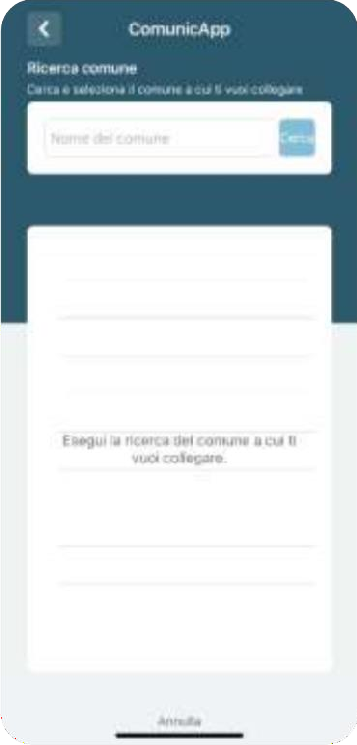 ComunicApp
Ricerca comune
Cerca e seleziona il comune a cui ti vuoi collegare
Nome del comune
Cerca
Esegui la ricerca del comune a cui ti
vuoi collegare.
Annulla